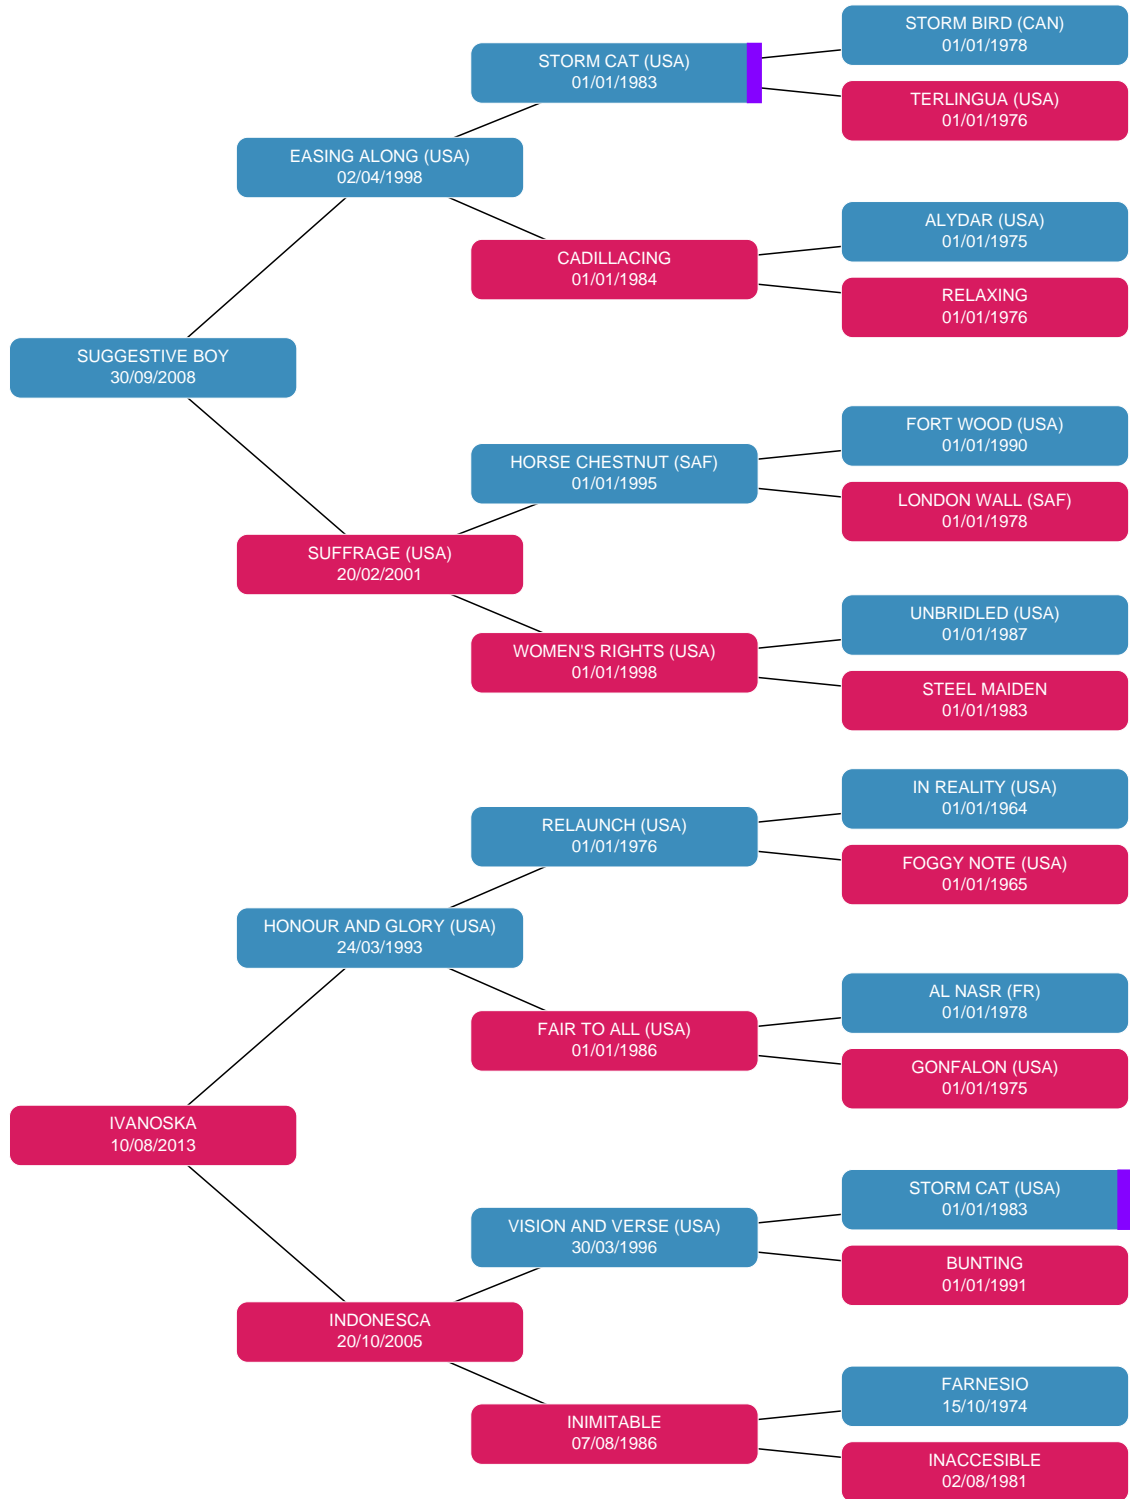 STORM BIRD (CAN)
01/01/1978
STORM CAT (USA)
01/01/1983
TERLINGUA (USA)
01/01/1976
EASING ALONG (USA)
02/04/1998
ALYDAR (USA)
01/01/1975
CADILLACING
01/01/1984
RELAXING
01/01/1976
SUGGESTIVE BOY
30/09/2008
FORT WOOD (USA)
01/01/1990
HORSE CHESTNUT (SAF)
01/01/1995
LONDON WALL (SAF)
01/01/1978
SUFFRAGE (USA)
20/02/2001
UNBRIDLED (USA)
01/01/1987
WOMEN'S RIGHTS (USA)
01/01/1998
STEEL MAIDEN
01/01/1983
IN REALITY (USA)
01/01/1964
RELAUNCH (USA)
01/01/1976
FOGGY NOTE (USA)
01/01/1965
HONOUR AND GLORY (USA)
24/03/1993
AL NASR (FR)
01/01/1978
FAIR TO ALL (USA)
01/01/1986
GONFALON (USA)
01/01/1975
IVANOSKA
10/08/2013
STORM CAT (USA)
01/01/1983
VISION AND VERSE (USA)
30/03/1996
BUNTING
01/01/1991
INDONESCA
20/10/2005
FARNESIO
15/10/1974
INIMITABLE
07/08/1986
INACCESIBLE
02/08/1981